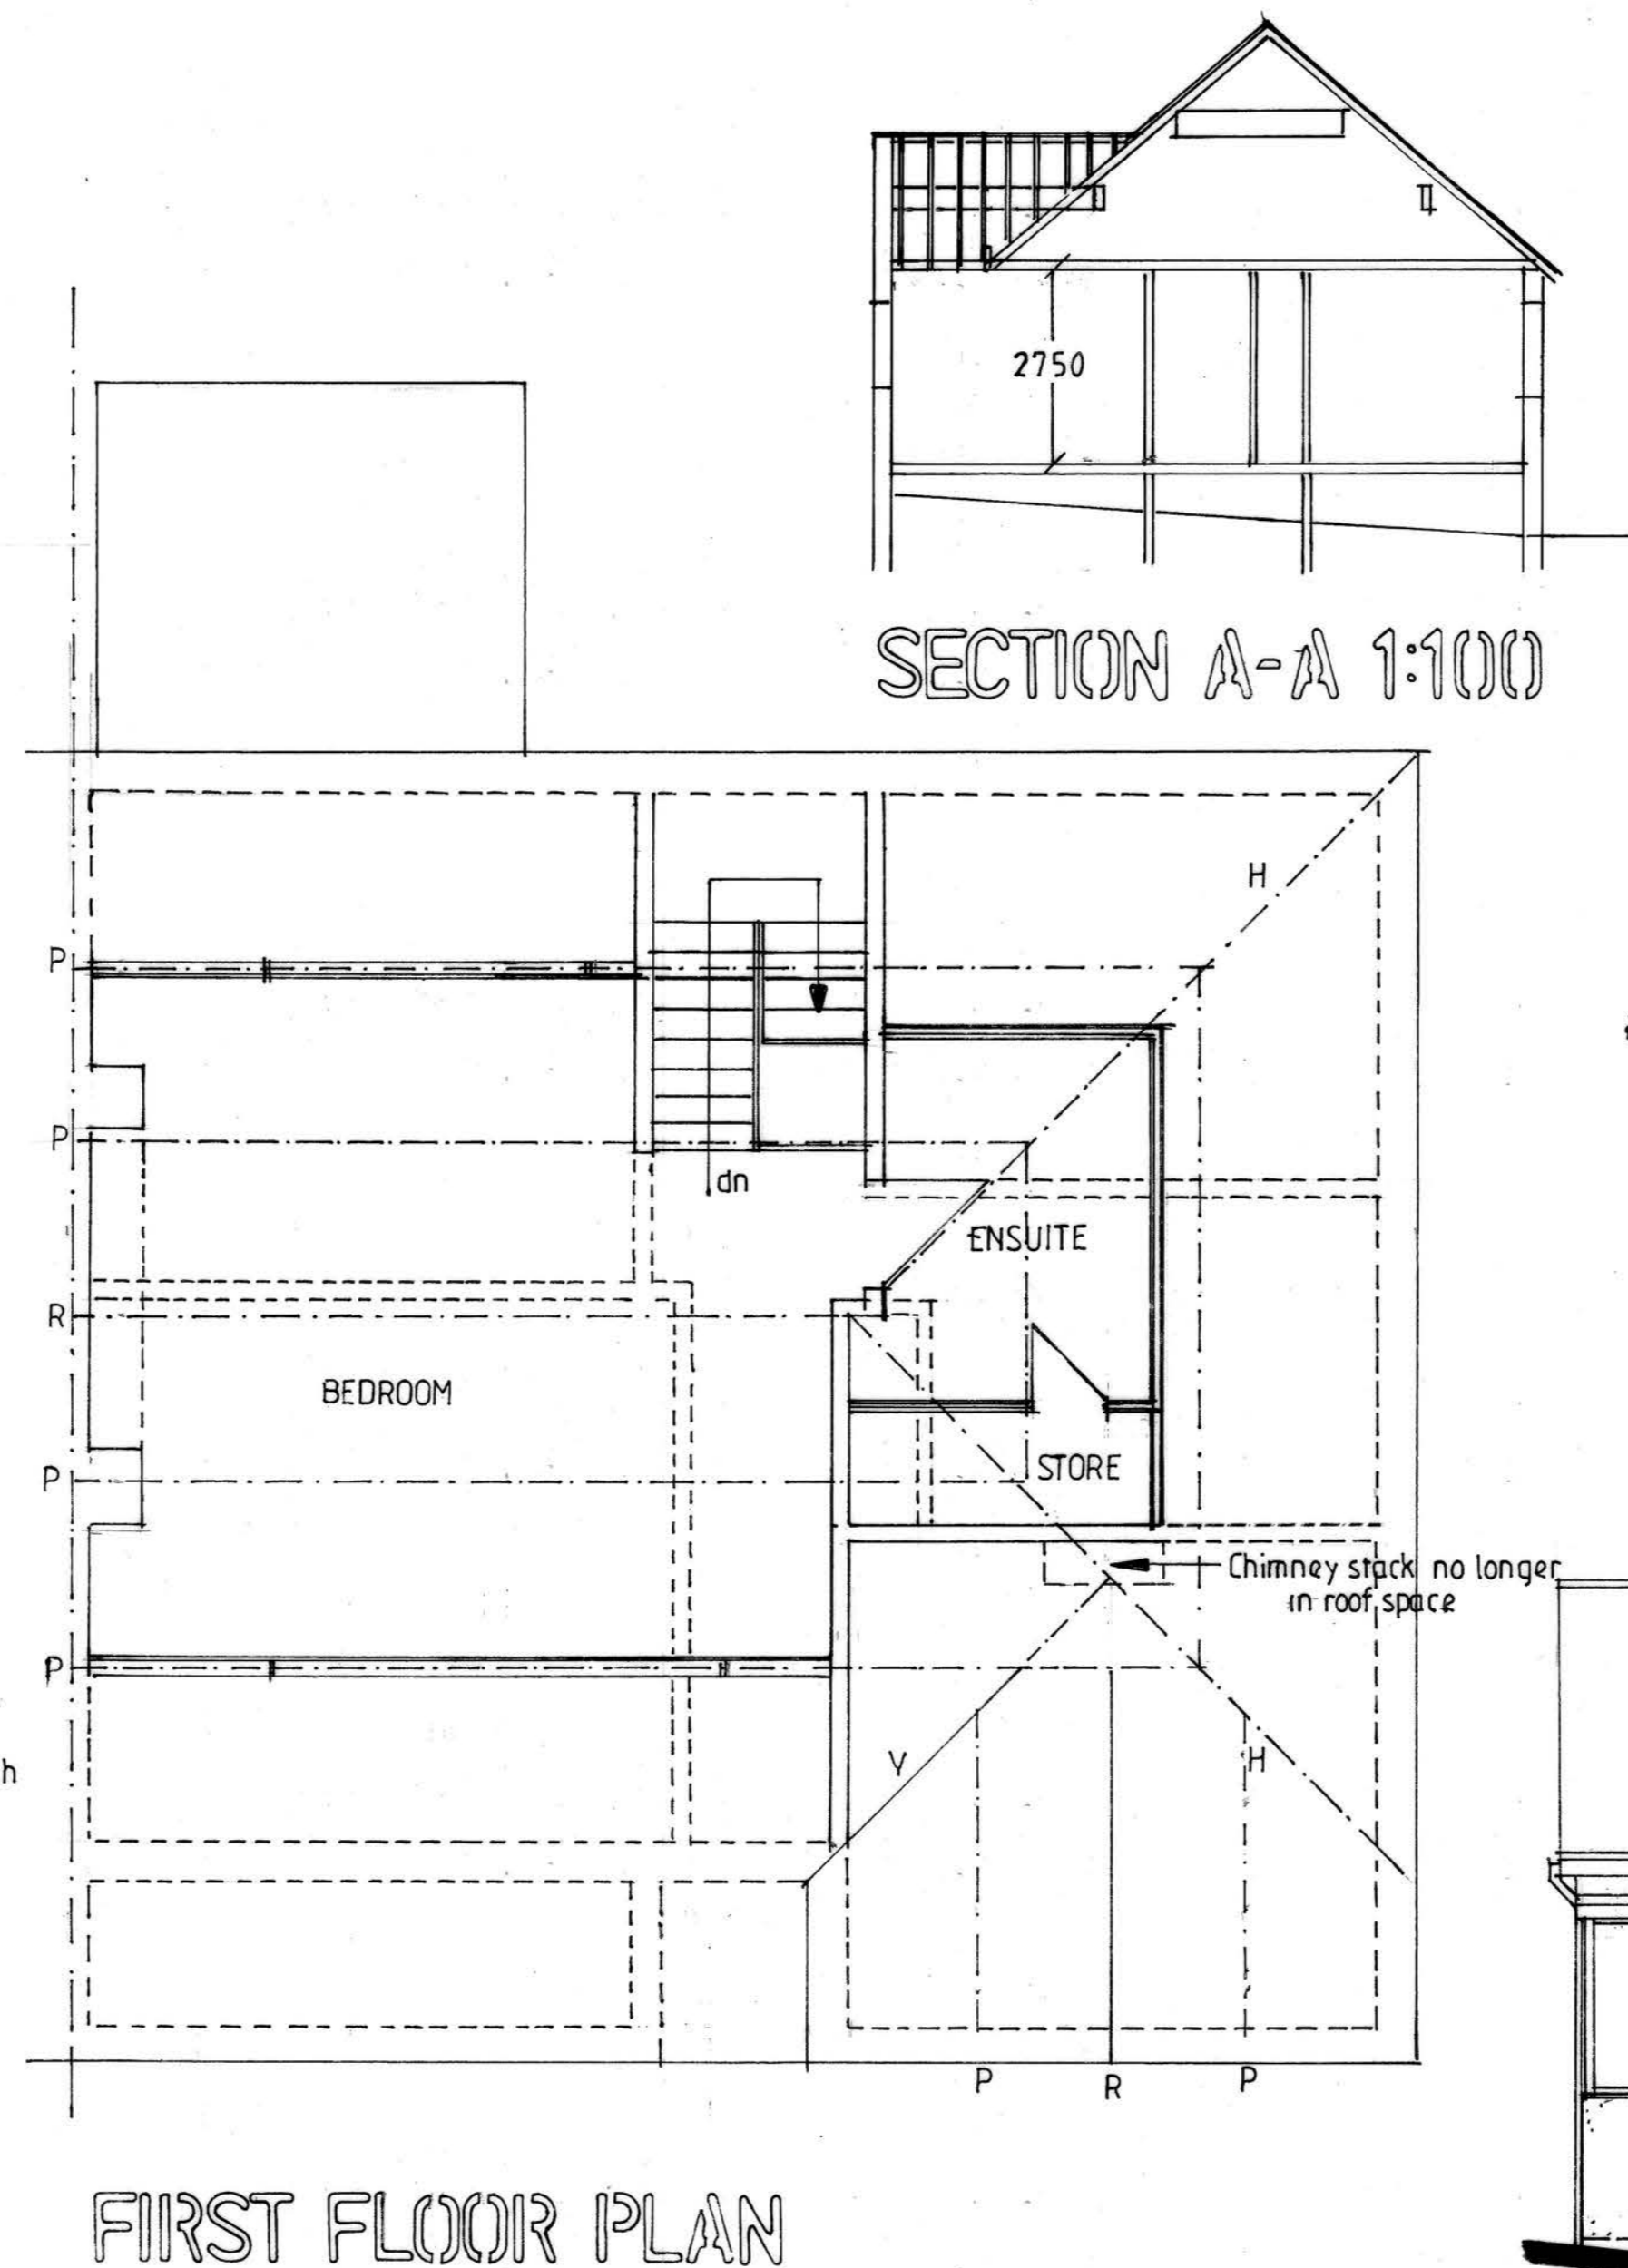 2750
SECTION A-A 1:100
H
P
P
dn
ENSUITE
R
BEDROOM
P
STORE
Chimney stack no longer
in roof space
P
V
H
h
P
R
P
FIRST FLOOR PLAN